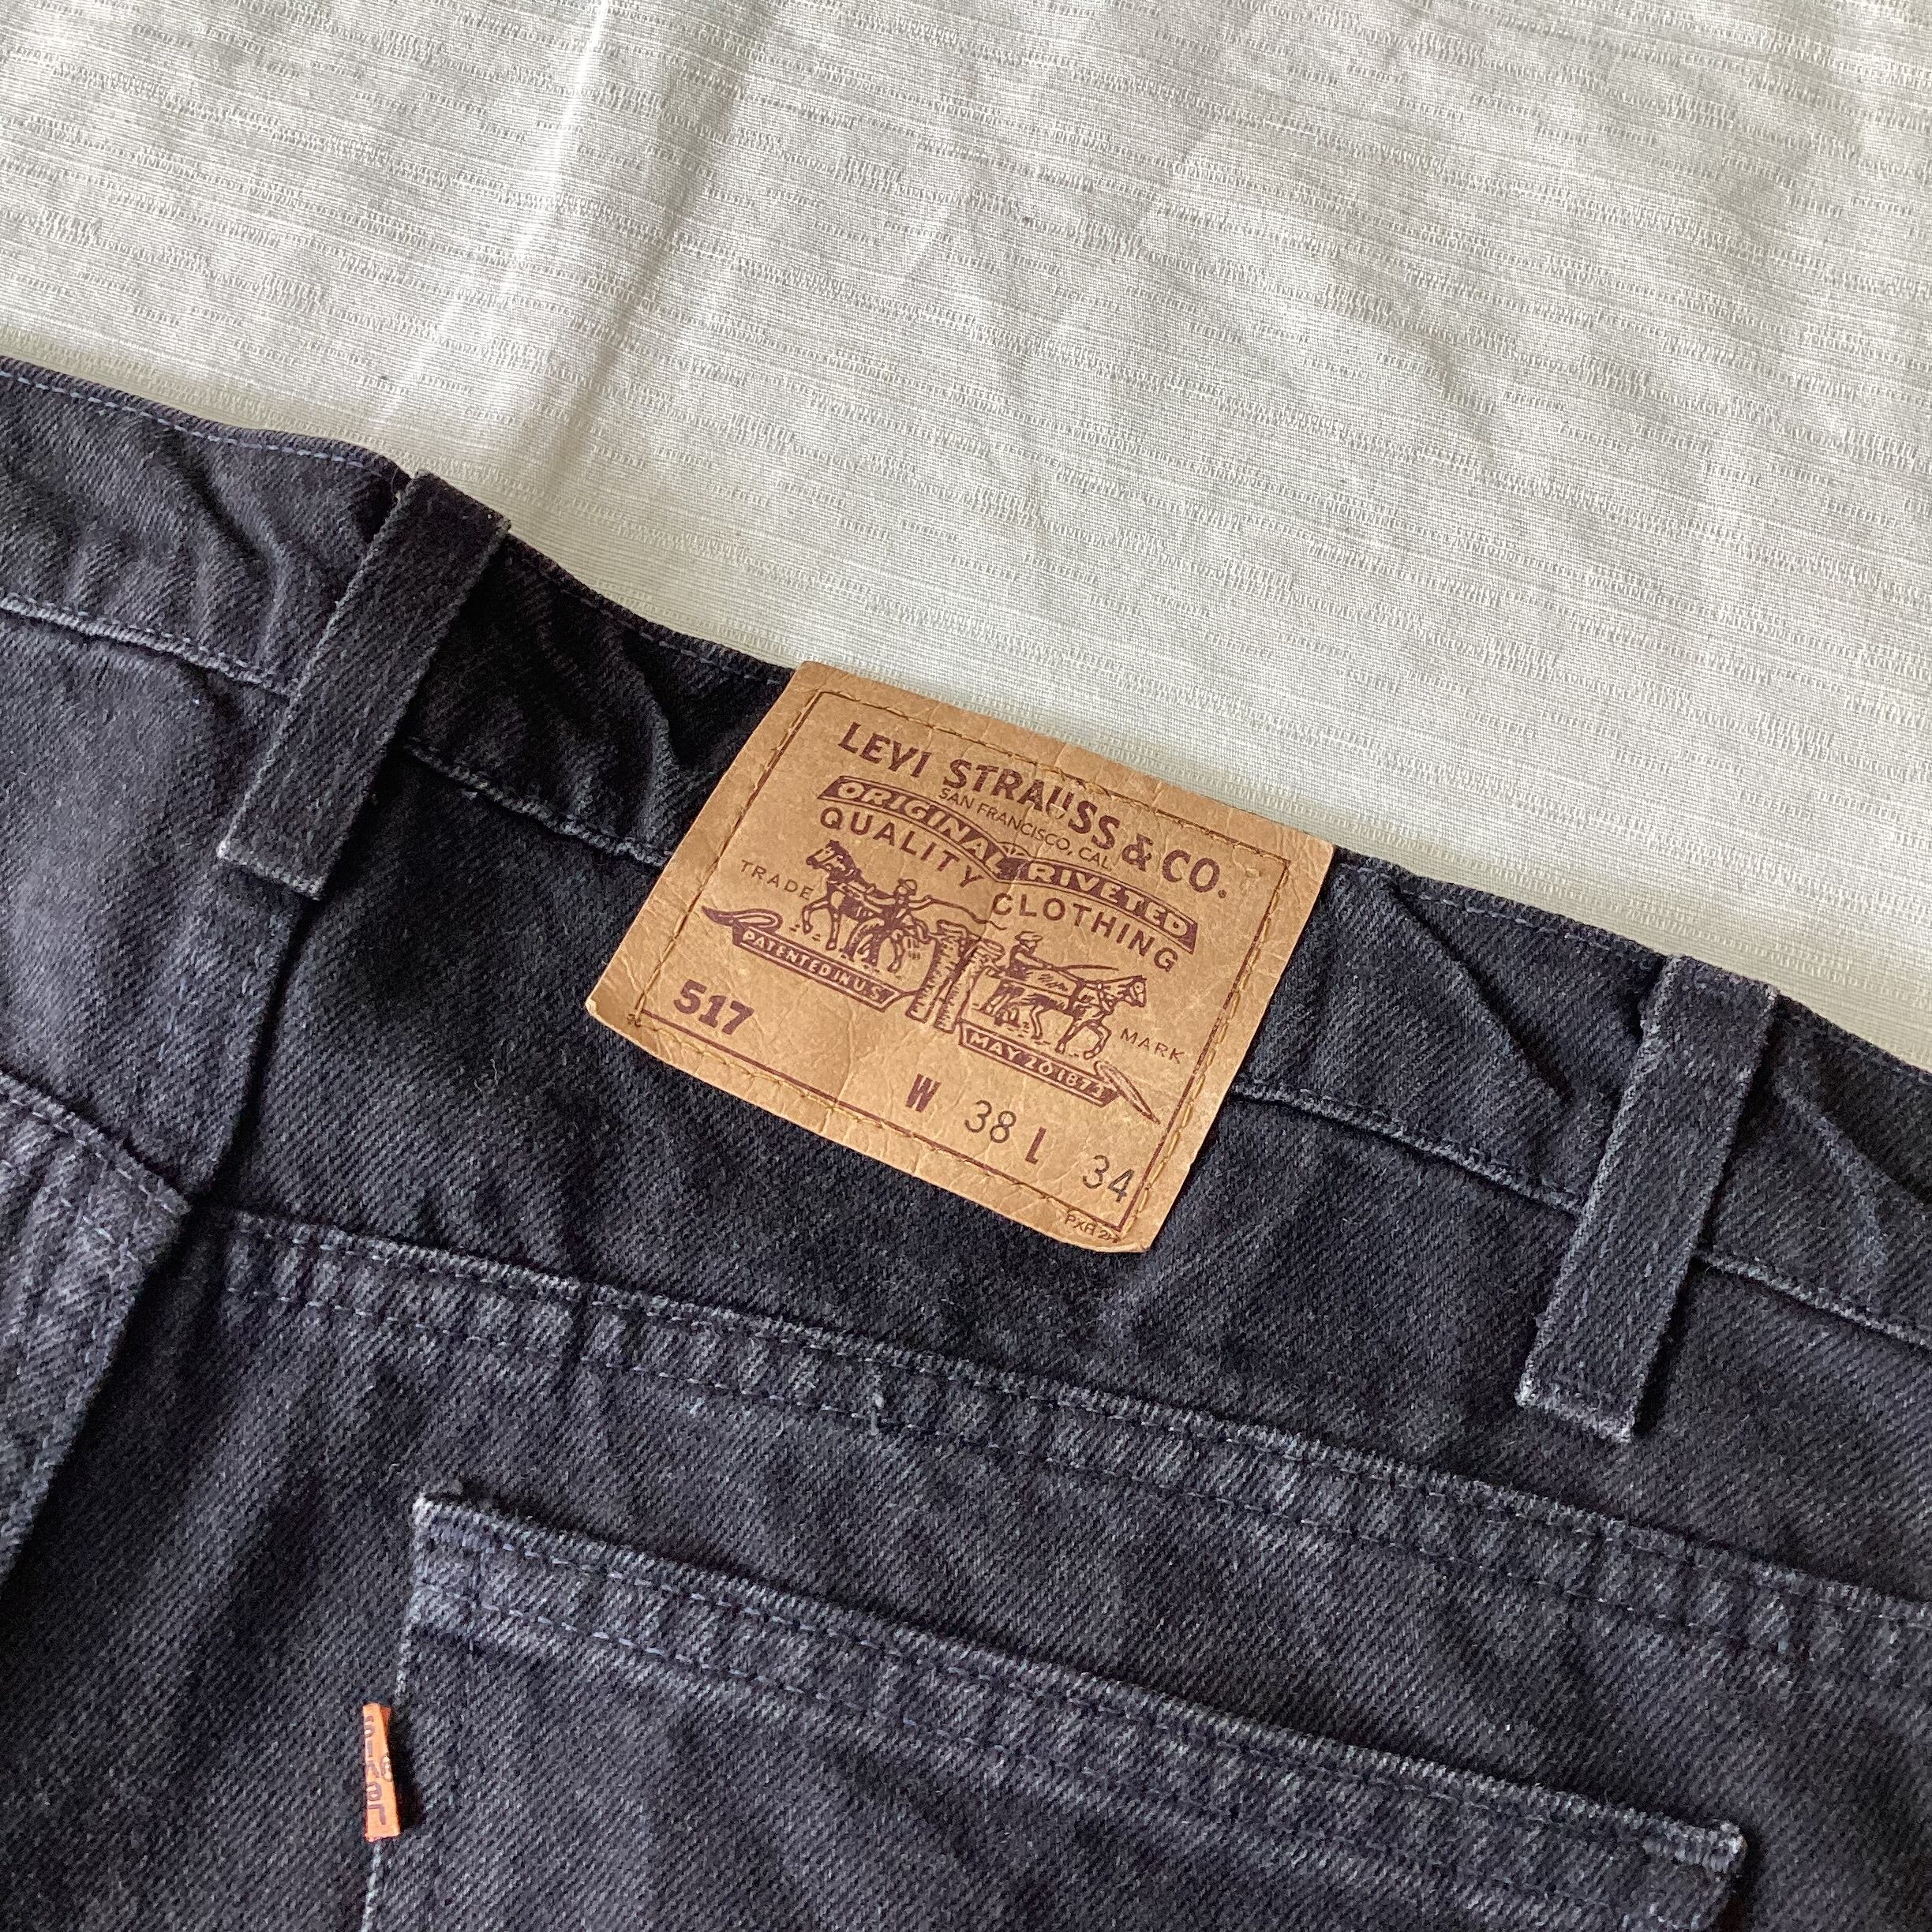 LEVI STRAUSS & CO.
SAN FRANCISCO, CAL.
ORIGINAL RIVETED
QUALITY CLOTHING
TRADE MARK
PATENTED IN U.S.
MAY 20 1873
517
W 38 L 34
Levi's